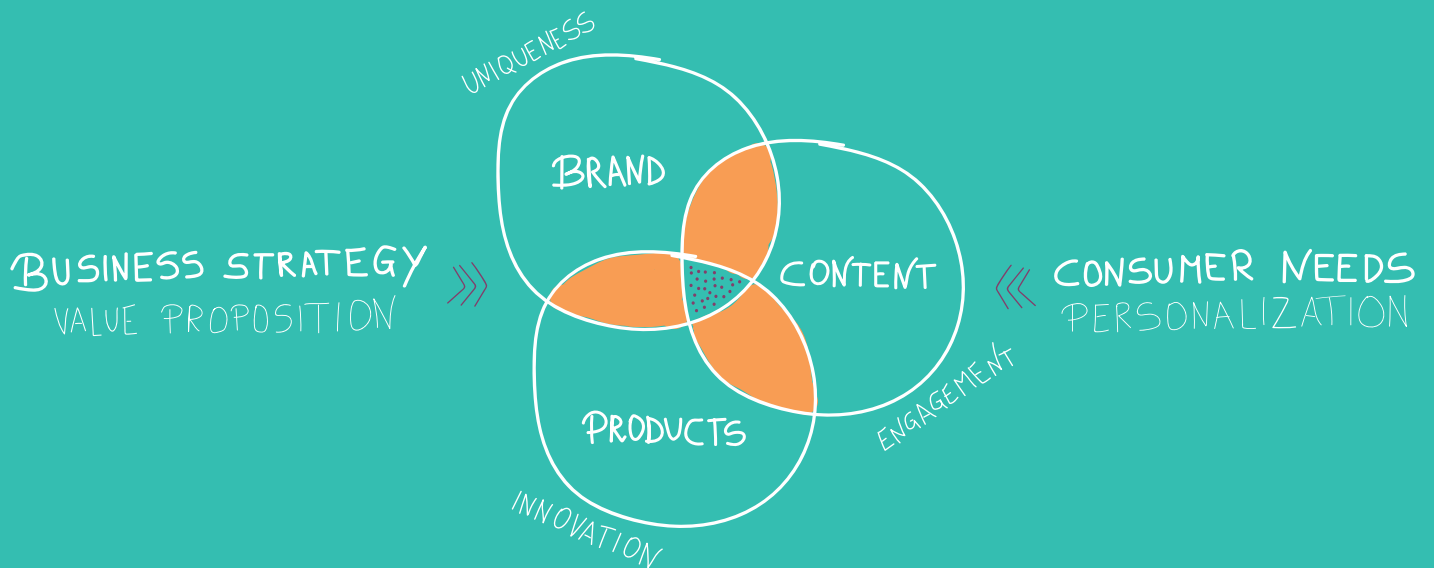 UNIQUENESS
BRAND
BUSINESS STRATEGY
VALUE PROPOSITION
CONTENT
CONSUMER NEEDS
PERSONALIZATION
PRODUCTS
ENGAGEMENT
INNOVATION